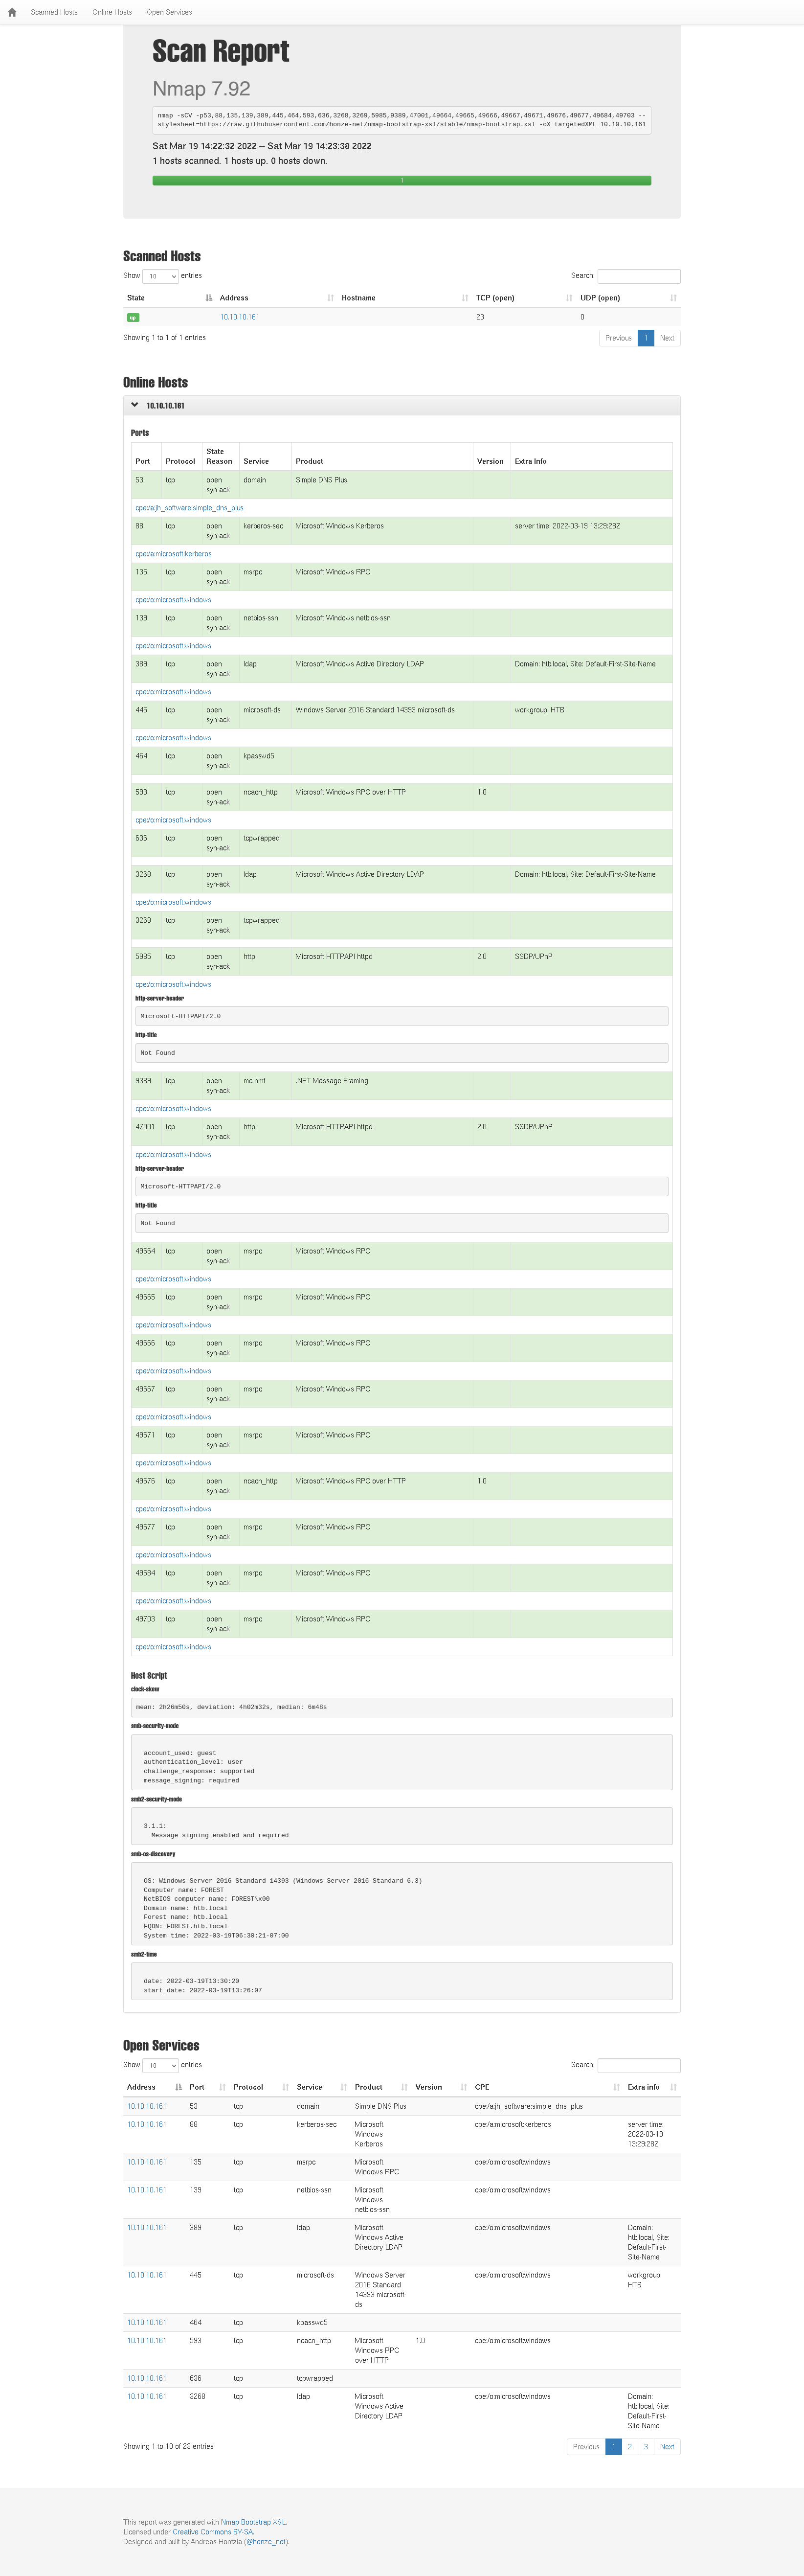 Scanned Hosts Online Hosts Open Services
Scan Report
Nmap 7.92
nmap -sCV -p53,88,135,139,389,445,464,593,636,3268,3269,5985,9389,47001,49664,49665,49666,49667,49671,49676,49677,49684,49703 --
stylesheet=https://raw.githubusercontent.com/honze-net/nmap-bootstrap-xsl/stable/nmap-bootstrap.xsl -oX targetedXML 10.10.10.161
Sat Mar 19 14:22:32 2022 – Sat Mar 19 14:23:38 2022
1 hosts scanned. 1 hosts up. 0 hosts down.
1
Scanned Hosts
Show 10 entries Search:
State Address Hostname TCP (open) UDP (open)
up 10.10.10.161 23 0
Showing 1 to 1 of 1 entries Previous 1 Next
Online Hosts
10.10.10.161
Ports
State
Port Protocol Reason Service Product Version Extra Info
53 tcp open domain Simple DNS Plus
syn-ack
cpe:/a:jh_software:simple_dns_plus
88 tcp open kerberos-sec Microsoft Windows Kerberos server time: 2022-03-19 13:29:28Z
syn-ack
cpe:/a:microsoft:kerberos
135 tcp open msrpc Microsoft Windows RPC
syn-ack
cpe:/o:microsoft:windows
139 tcp open netbios-ssn Microsoft Windows netbios-ssn
syn-ack
cpe:/o:microsoft:windows
389 tcp open ldap Microsoft Windows Active Directory LDAP Domain: htb.local, Site: Default-First-Site-Name
syn-ack
cpe:/o:microsoft:windows
445 tcp open microsoft-ds Windows Server 2016 Standard 14393 microsoft-ds workgroup: HTB
syn-ack
cpe:/o:microsoft:windows
464 tcp open kpasswd5
syn-ack
593 tcp open ncacn_http Microsoft Windows RPC over HTTP 1.0
syn-ack
cpe:/o:microsoft:windows
636 tcp open tcpwrapped
syn-ack
3268 tcp open ldap Microsoft Windows Active Directory LDAP Domain: htb.local, Site: Default-First-Site-Name
syn-ack
cpe:/o:microsoft:windows
3269 tcp open tcpwrapped
syn-ack
5985 tcp open http Microsoft HTTPAPI httpd 2.0 SSDP/UPnP
syn-ack
cpe:/o:microsoft:windows
http-server-header
Microsoft-HTTPAPI/2.0
http-title
Not Found
9389 tcp open mc-nmf .NET Message Framing
syn-ack
cpe:/o:microsoft:windows
47001 tcp open http Microsoft HTTPAPI httpd 2.0 SSDP/UPnP
syn-ack
cpe:/o:microsoft:windows
http-server-header
Microsoft-HTTPAPI/2.0
http-title
Not Found
49664 tcp open msrpc Microsoft Windows RPC
syn-ack
cpe:/o:microsoft:windows
49665 tcp open msrpc Microsoft Windows RPC
syn-ack
cpe:/o:microsoft:windows
49666 tcp open msrpc Microsoft Windows RPC
syn-ack
cpe:/o:microsoft:windows
49667 tcp open msrpc Microsoft Windows RPC
syn-ack
cpe:/o:microsoft:windows
49671 tcp open msrpc Microsoft Windows RPC
syn-ack
cpe:/o:microsoft:windows
49676 tcp open ncacn_http Microsoft Windows RPC over HTTP 1.0
syn-ack
cpe:/o:microsoft:windows
49677 tcp open msrpc Microsoft Windows RPC
syn-ack
cpe:/o:microsoft:windows
49684 tcp open msrpc Microsoft Windows RPC
syn-ack
cpe:/o:microsoft:windows
49703 tcp open msrpc Microsoft Windows RPC
syn-ack
cpe:/o:microsoft:windows
Host Script
clock-skew
mean: 2h26m50s, deviation: 4h02m32s, median: 6m48s
smb-security-mode
account_used: guest
authentication_level: user
challenge_response: supported
message_signing: required
smb2-security-mode
3.1.1:
Message signing enabled and required
smb-os-discovery
OS: Windows Server 2016 Standard 14393 (Windows Server 2016 Standard 6.3)
Computer name: FOREST
NetBIOS computer name: FOREST\x00
Domain name: htb.local
Forest name: htb.local
FQDN: FOREST.htb.local
System time: 2022-03-19T06:30:21-07:00
smb2-time
date: 2022-03-19T13:30:20
start_date: 2022-03-19T13:26:07
Open Services
Show 10 entries Search:
Address Port Protocol Service Product Version CPE Extra info
10.10.10.161 53 tcp domain Simple DNS Plus cpe:/a:jh_software:simple_dns_plus
10.10.10.161 88 tcp kerberos-sec Microsoft cpe:/a:microsoft:kerberos server time:
Windows 2022-03-19
Kerberos 13:29:28Z
10.10.10.161 135 tcp msrpc Microsoft cpe:/o:microsoft:windows
Windows RPC
10.10.10.161 139 tcp netbios-ssn Microsoft cpe:/o:microsoft:windows
Windows
netbios-ssn
10.10.10.161 389 tcp ldap Microsoft cpe:/o:microsoft:windows Domain:
Windows Active htb.local, Site:
Directory LDAP Default-First-
Site-Name
10.10.10.161 445 tcp microsoft-ds Windows Server cpe:/o:microsoft:windows workgroup:
2016 Standard HTB
14393 microsoft-
ds
10.10.10.161 464 tcp kpasswd5
10.10.10.161 593 tcp ncacn_http Microsoft 1.0 cpe:/o:microsoft:windows
Windows RPC
over HTTP
10.10.10.161 636 tcp tcpwrapped
10.10.10.161 3268 tcp ldap Microsoft cpe:/o:microsoft:windows Domain:
Windows Active htb.local, Site:
Directory LDAP Default-First-
Site-Name
Showing 1 to 10 of 23 entries Previous 1 2 3 Next
This report was generated with Nmap Bootstrap XSL.
Licensed under Creative Commons BY-SA.
Designed and built by Andreas Hontzia (@honze_net).